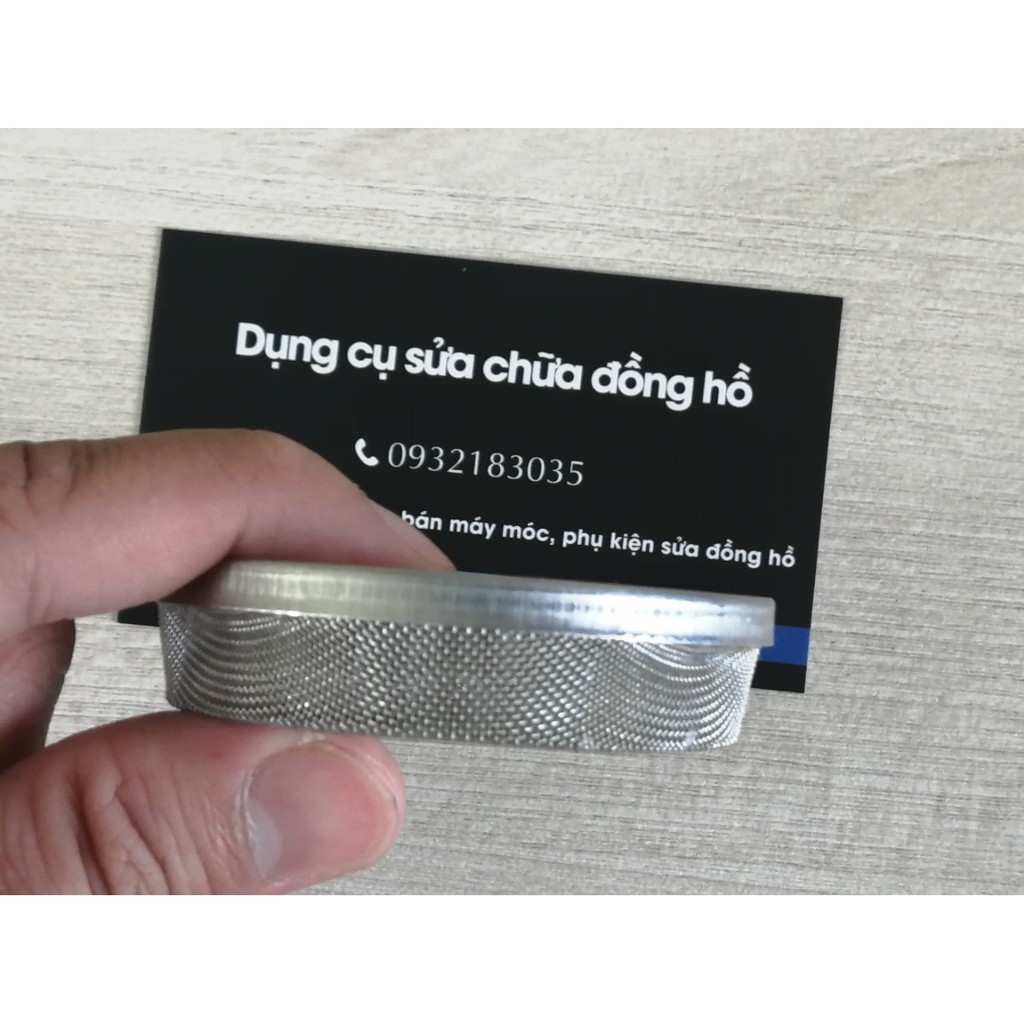 Dụng cụ sửa chữa đồng hồ
0932183035
bán máy móc, phụ kiện sửa đồng hồ